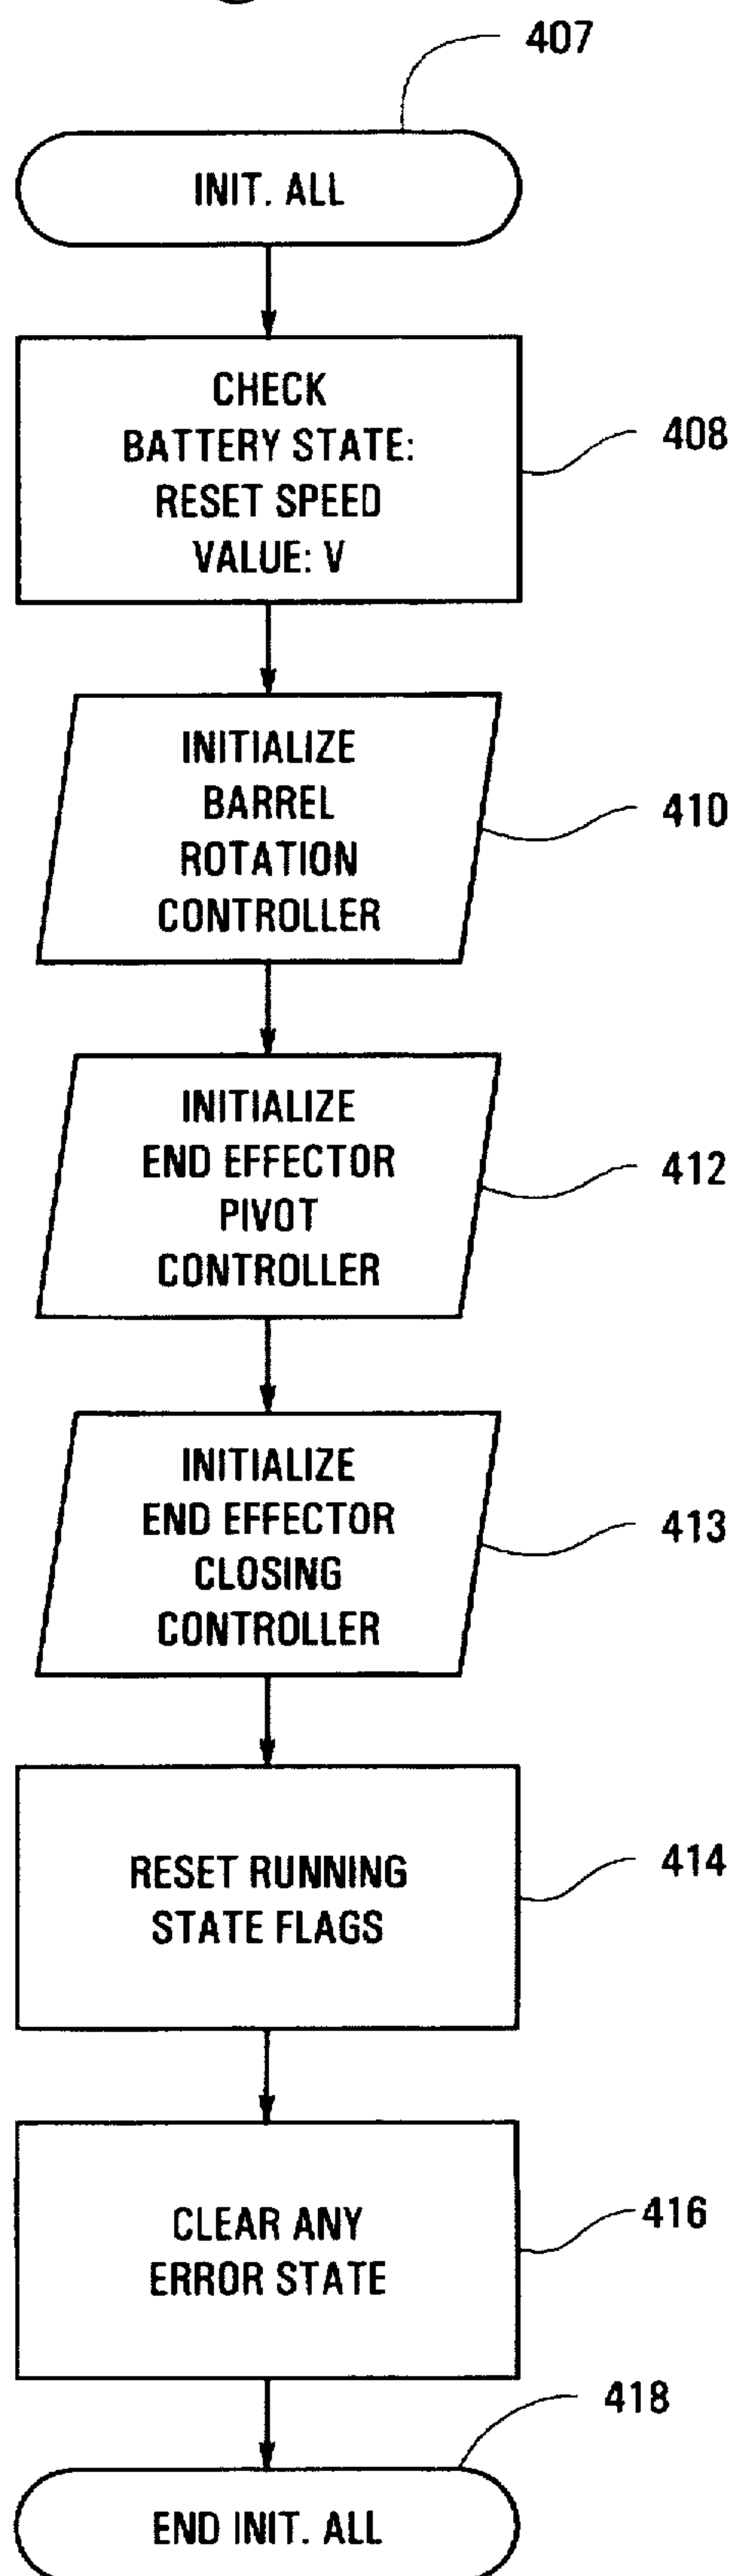 407
INIT. ALL
CHECK
BATTERY STATE:
RESET SPEED
VALUE: V
408
INITIALIZE
BARREL
ROTATION
CONTROLLER
410
INITIALIZE
END EFFECTOR
PIVOT
CONTROLLER
412
INITIALIZE
END EFFECTOR
CLOSING
CONTROLLER
413
RESET RUNNING
STATE FLAGS
414
CLEAR ANY
ERROR STATE
416
418
END INIT. ALL